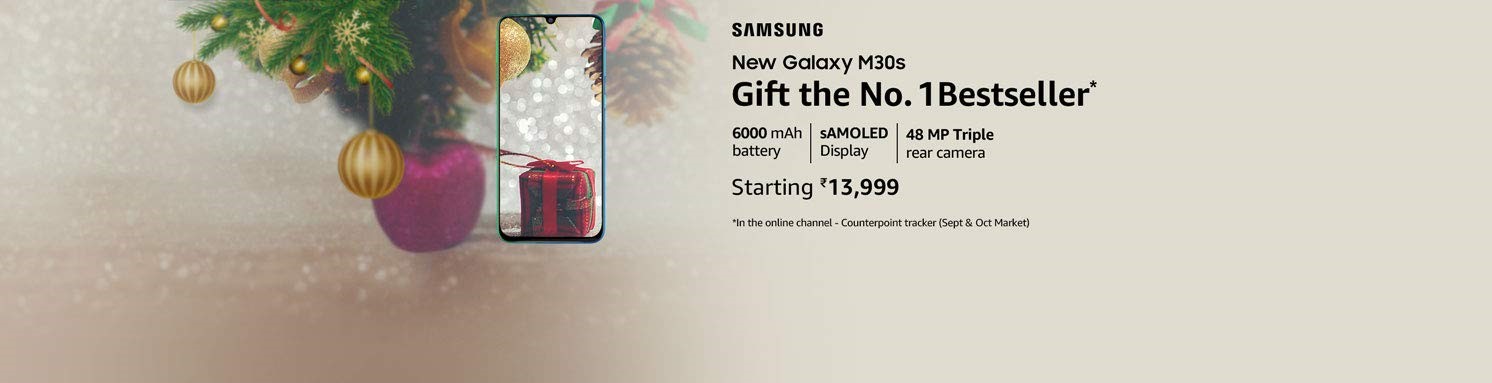 SAMSUNG
New Galaxy M30s
Gift the No. 1Bestseller*
6000 mAh battery
sAMOLED Display
48 MP Triple rear camera
Starting ₹13,999
*In the online channel - Counterpoint tracker (Sept & Oct Market)